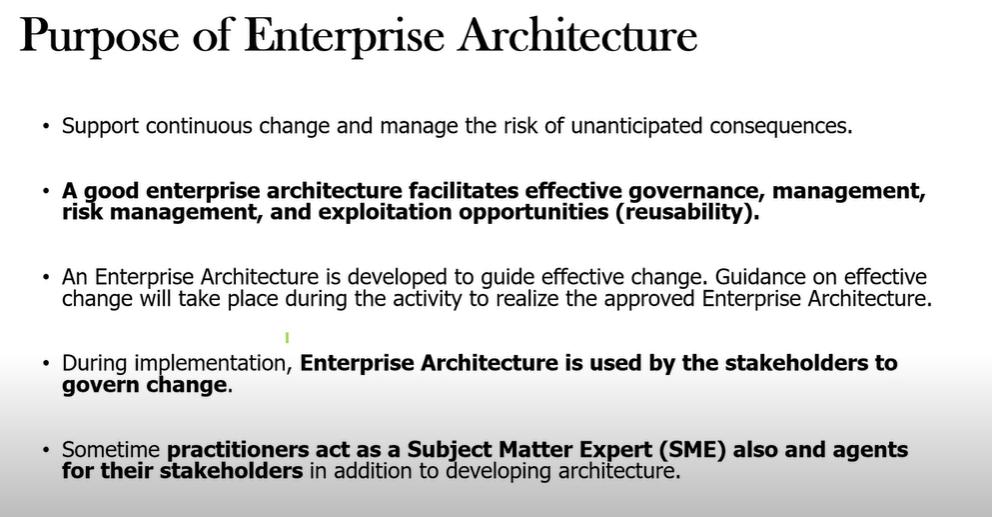 Purpose of Enterprise Architecture
• Support continuous change and manage the risk of unanticipated consequences.
• A good enterprise architecture facilitates effective governance, management,
risk management, and exploitation opportunities (reusability).
• An Enterprise Architecture is developed to guide effective change. Guidance on effective
change will take place during the activity to realize the approved Enterprise Architecture.
• During implementation, Enterprise Architecture is used by the stakeholders to
govern change.
• Sometime practitioners act as a Subject Matter Expert (SME) also and agents
for their stakeholders in addition to developing architecture.